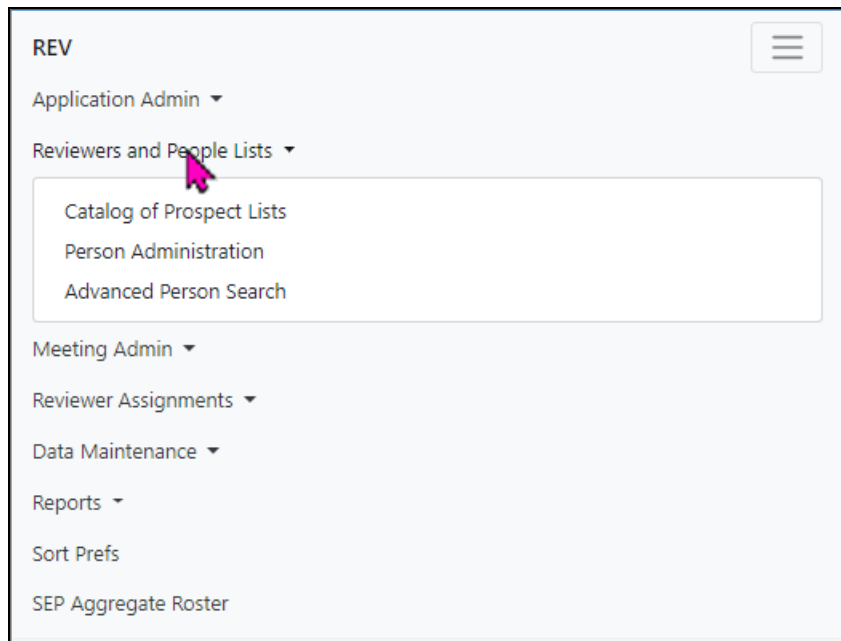 REV
Application Admin
Reviewers and People Lists
Catalog of Prospect Lists
Person Administration
Advanced Person Search
Meeting Admin
Reviewer Assignments
Data Maintenance
Reports
Sort Prefs
SEP Aggregate Roster